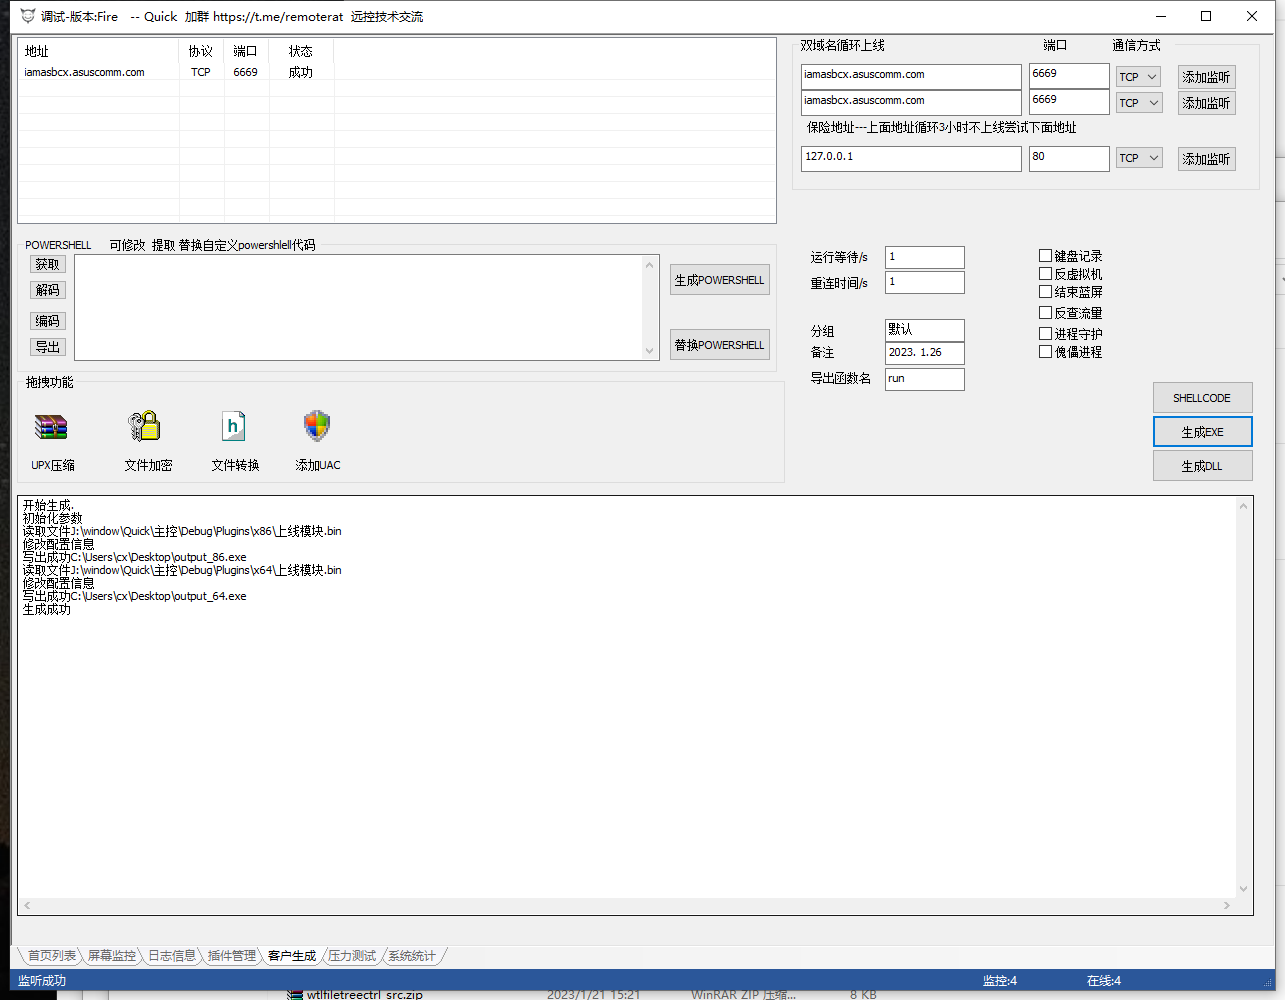 调试-版本:Fire -- Quick 加群 https://t.me/remoterat 远控技术交流
地址 协议 端口 状态
iamasbcx.asuscomm.com TCP 6669 成功
双域名循环上线 端口 通信方式
iamasbcx.asuscomm.com 6669 TCP 添加监听
iamasbcx.asuscomm.com 6669 TCP 添加监听
保险地址---上面地址循环3小时不上线尝试下面地址
127.0.0.1 80 TCP 添加监听
POWERSHELL 可修改 提取 替换自定义powershlell代码
获取
解码
编码
导出
生成POWERSHELL
替换POWERSHELL
运行等待/s 1
重连时间/s 1
分组 默认
备注 2023. 1.26
导出函数名 run
键盘记录
反虚拟机
结束蓝屏
反查流量
进程守护
傀儡进程
拖拽功能
UPX压缩 文件加密 文件转换 添加UAC
SHELLCODE
生成EXE
生成DLL
开始生成.
初始化参数
读取文件J:\window\Quick\主控\Debug\Plugins\x86\上线模块.bin
修改配置信息
写出成功C:\Users\cx\Desktop\output_86.exe
读取文件J:\window\Quick\主控\Debug\Plugins\x64\上线模块.bin
修改配置信息
写出成功C:\Users\cx\Desktop\output_64.exe
生成成功
首页列表 屏幕监控 日志信息 插件管理 客户生成 压力测试 系统统计
监听成功 监控:4 在线:4
wtlfiletreectrl_src.zip 2023/1/21 15:21 WinRAR ZIP 压缩... 8 KB